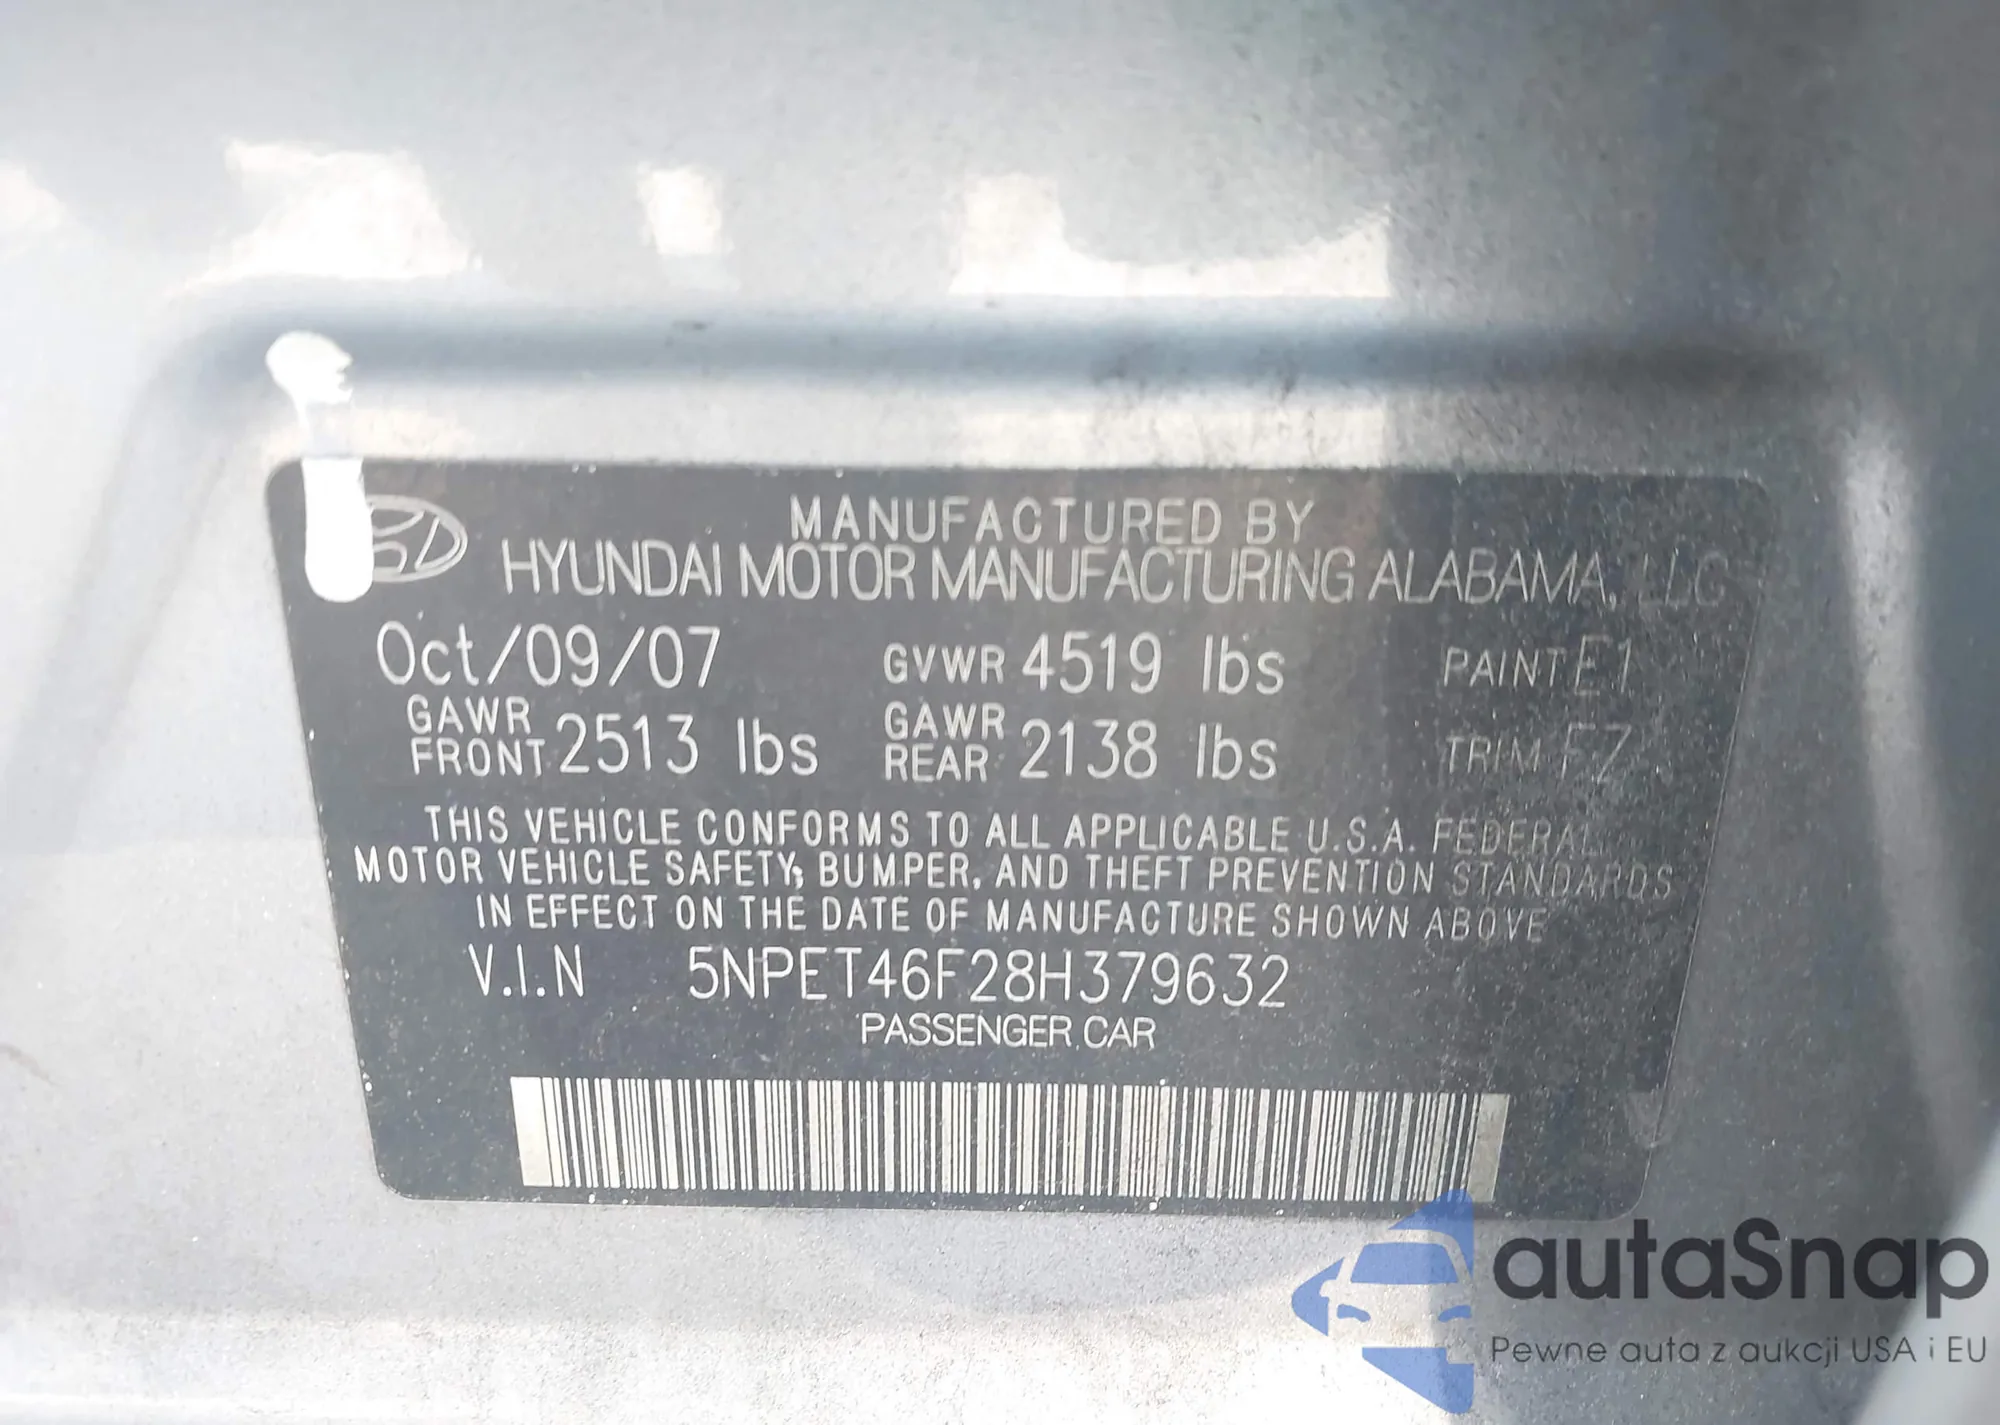 MANUFACTURED BY
HYUNDAI MOTOR MANUFACTURING ALABAMA, LLC
Oct/09/07 GVWR 4519 lbs PAINT E1
GAWR FRONT 2513 lbs GAWR REAR 2138 lbs TRIM FZ
THIS VEHICLE CONFORMS TO ALL APPLICABLE U.S.A. FEDERAL
MOTOR VEHICLE SAFETY, BUMPER, AND THEFT PREVENTION STANDARDS
IN EFFECT ON THE DATE OF MANUFACTURE SHOWN ABOVE
V.I.N 5NPET46F28H379632
PASSENGER CAR
autaSnap
Pewne auta z aukcji USA i EU